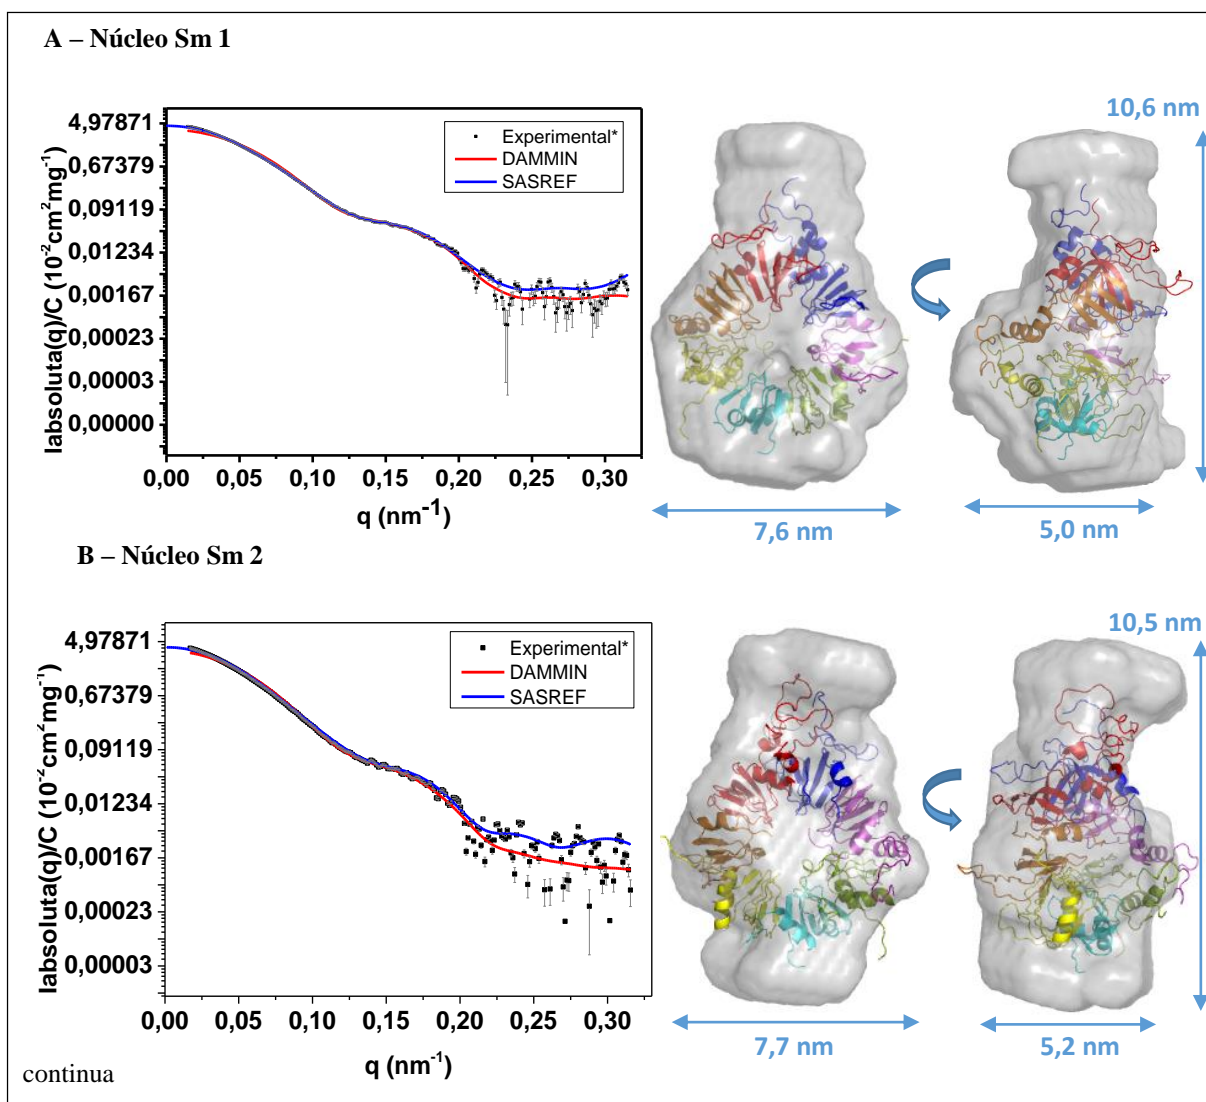 A – Núcleo Sm 1
Iabsoluta(q)/C (10⁻²cm²mg⁻¹)
4,97871
0,67379
0,09119
0,01234
0,00167
0,00023
0,00003
0,00000
Experimental*
DAMMIN
SASREF
0,00 0,05 0,10 0,15 0,20 0,25 0,30
q (nm⁻¹)
10,6 nm
7,6 nm
5,0 nm
B – Núcleo Sm 2
Iabsoluta(q)/C (10⁻²cm²mg⁻¹)
4,97871
0,67379
0,09119
0,01234
0,00167
0,00023
0,00003
Experimental*
DAMMIN
SASREF
0,00 0,05 0,10 0,15 0,20 0,25 0,30
q (nm⁻¹)
10,5 nm
7,7 nm
5,2 nm
continua